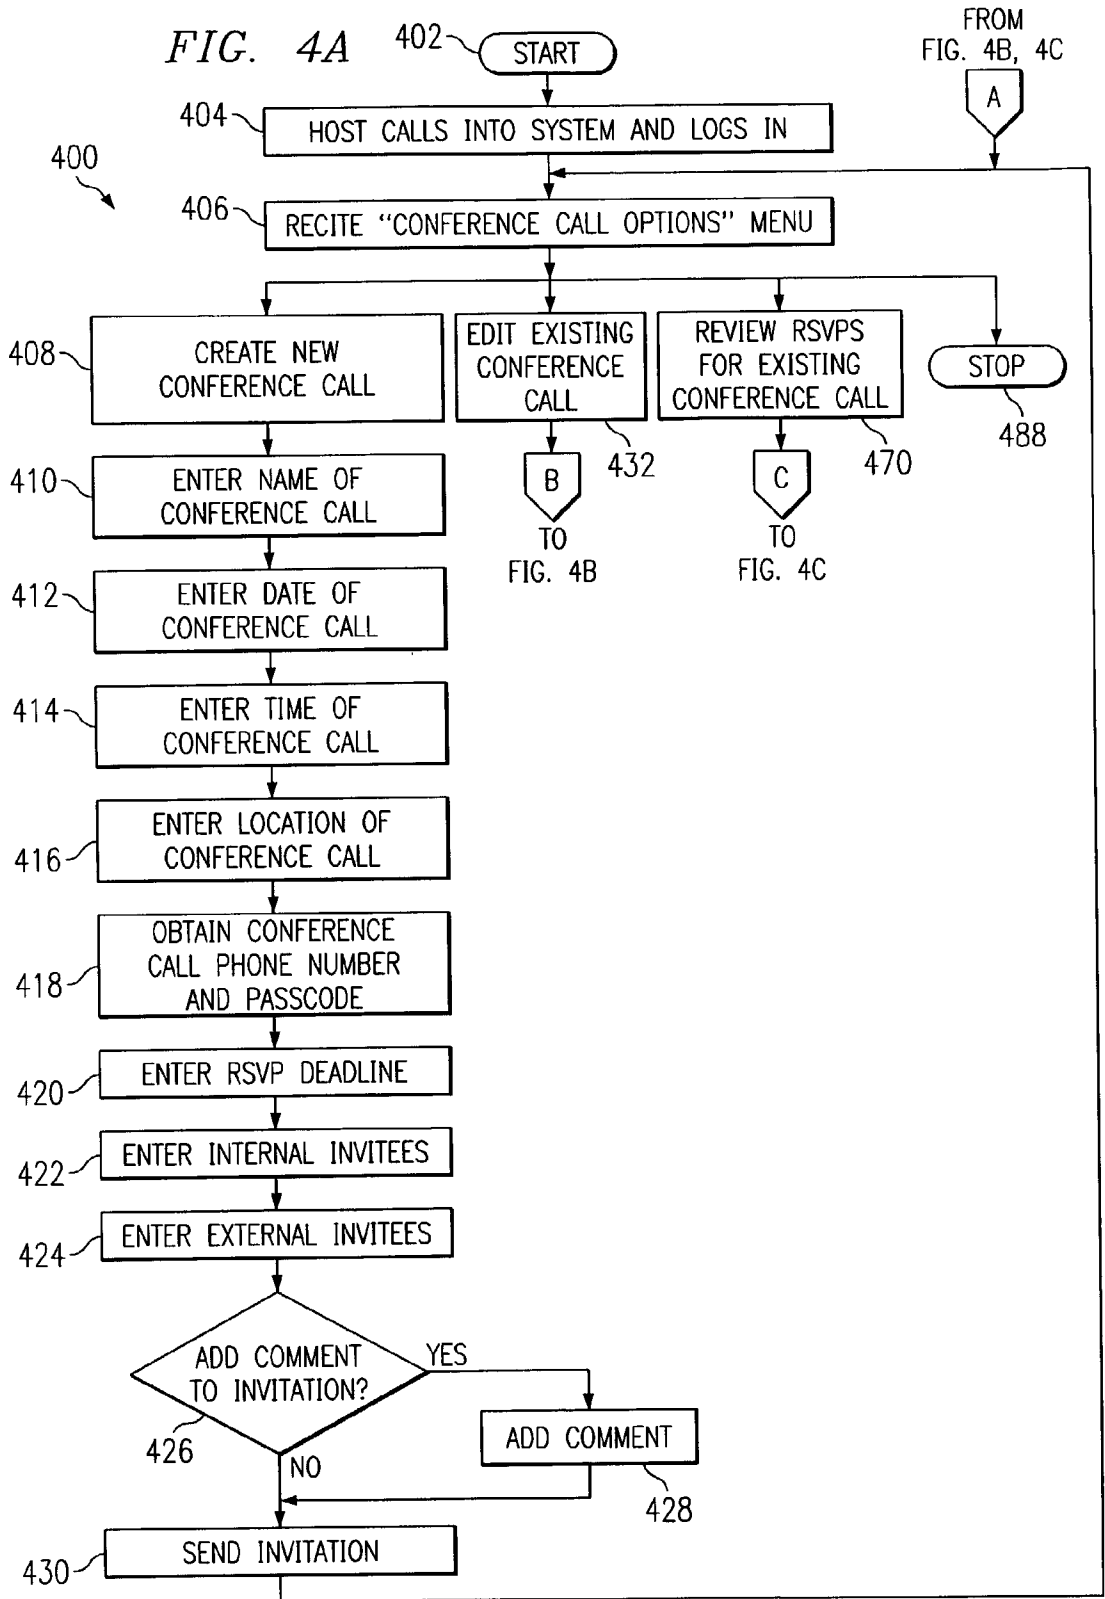 FIG. 4A
402
START
FROM
FIG. 4B, 4C
A
404
HOST CALLS INTO SYSTEM AND LOGS IN
400
406
RECITE “CONFERENCE CALL OPTIONS” MENU
408
CREATE NEW
CONFERENCE CALL
EDIT EXISTING
CONFERENCE
CALL
432
REVIEW RSVPS
FOR EXISTING
CONFERENCE CALL
470
STOP
488
B
TO
FIG. 4B
C
TO
FIG. 4C
410
ENTER NAME OF
CONFERENCE CALL
412
ENTER DATE OF
CONFERENCE CALL
414
ENTER TIME OF
CONFERENCE CALL
416
ENTER LOCATION OF
CONFERENCE CALL
418
OBTAIN CONFERENCE
CALL PHONE NUMBER
AND PASSCODE
420
ENTER RSVP DEADLINE
422
ENTER INTERNAL INVITEES
424
ENTER EXTERNAL INVITEES
ADD COMMENT
TO INVITATION?
426
YES
ADD COMMENT
428
NO
430
SEND INVITATION